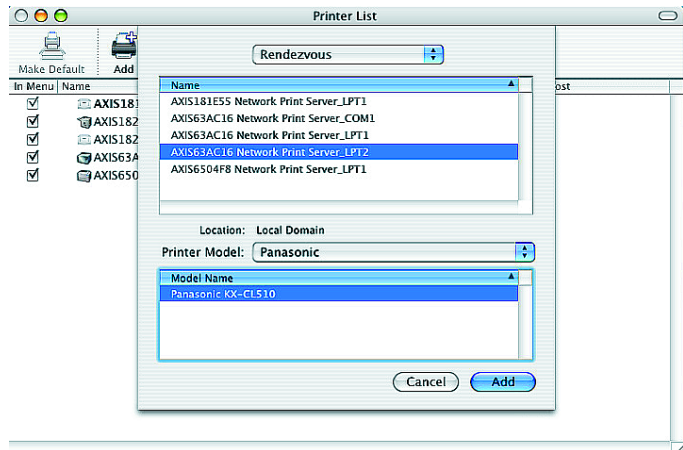 Printer List
Make Default
Add
In Menu Name
ost
AXIS181
AXIS182
AXIS182
AXIS63A
AXIS650
Rendezvous
Name
AXIS181E55 Network Print Server_LPT1
AXIS63AC16 Network Print Server_COM1
AXIS63AC16 Network Print Server_LPT1
AXIS63AC16 Network Print Server_LPT2
AXIS6504F8 Network Print Server_LPT1
Location: Local Domain
Printer Model: Panasonic
Model Name
Panasonic KX-CL510
Cancel Add